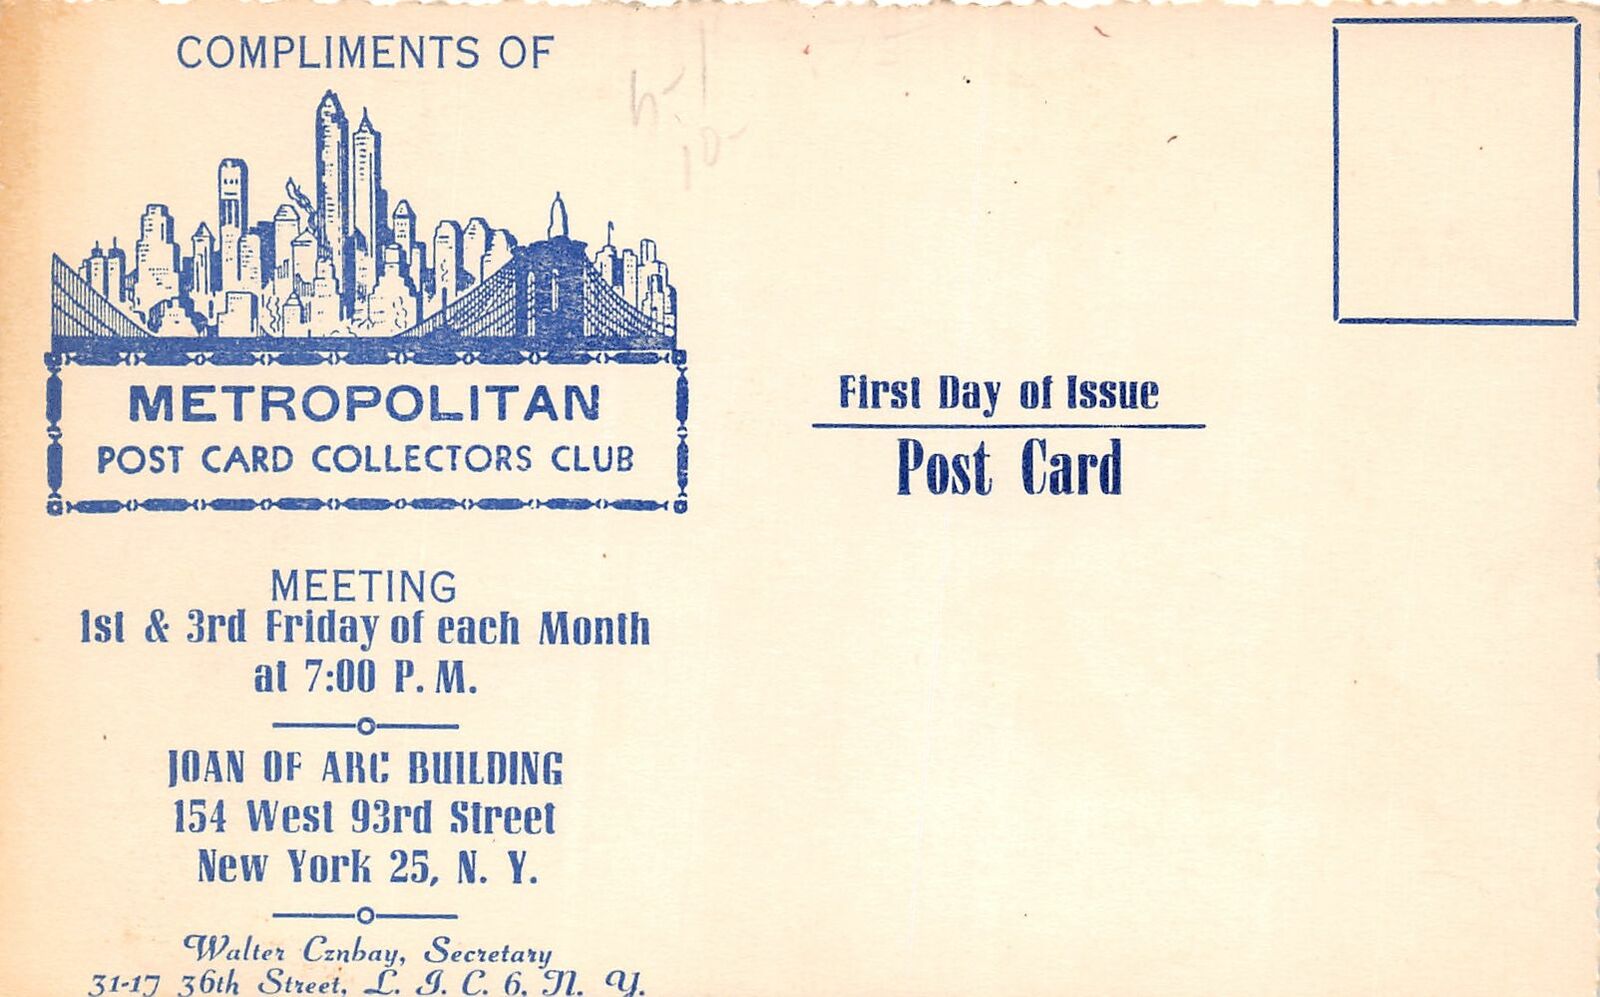 COMPLIMENTS OF
METROPOLITAN
POST CARD COLLECTORS CLUB
MEETING
1st & 3rd Friday of each Month
at 7:00 P. M.
JOAN OF ARC BUILDING
154 West 93rd Street
New York 25, N. Y.
Walter Cznbay, Secretary
31-17 36th Street, L. I. C. 6, N. Y.
First Day of Issue
Post Card